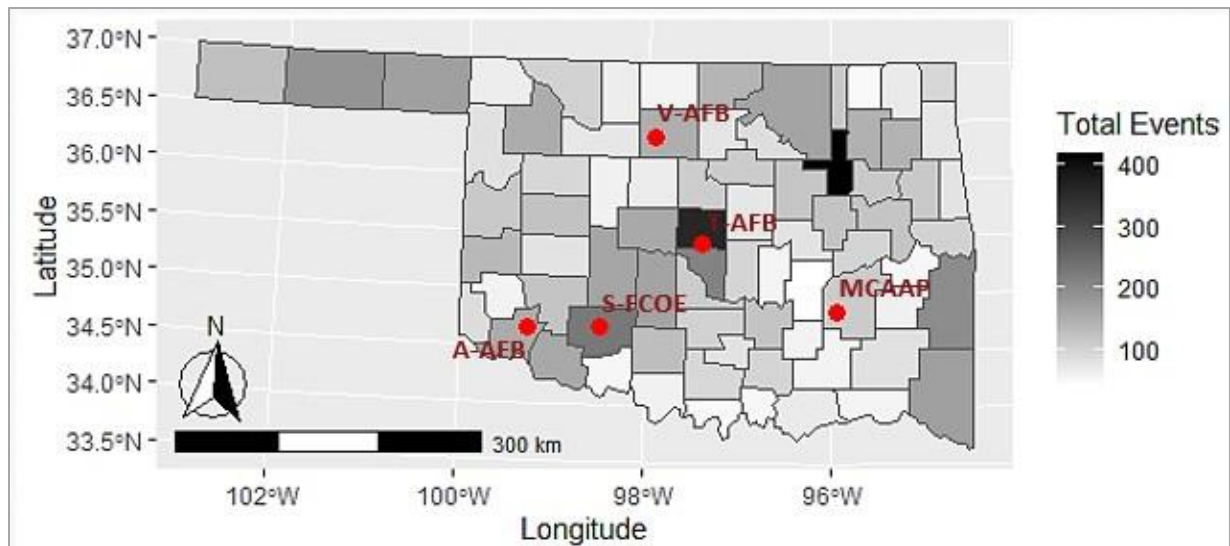 37.0°N
36.5°N
36.0°N
35.5°N
35.0°N
34.5°N
34.0°N
33.5°N
Latitude
V-AFB
T-AFB
S-FCOE
MCAAP
A-AFB
N
300 km
102°W
100°W
98°W
96°W
Longitude
Total Events
400
300
200
100